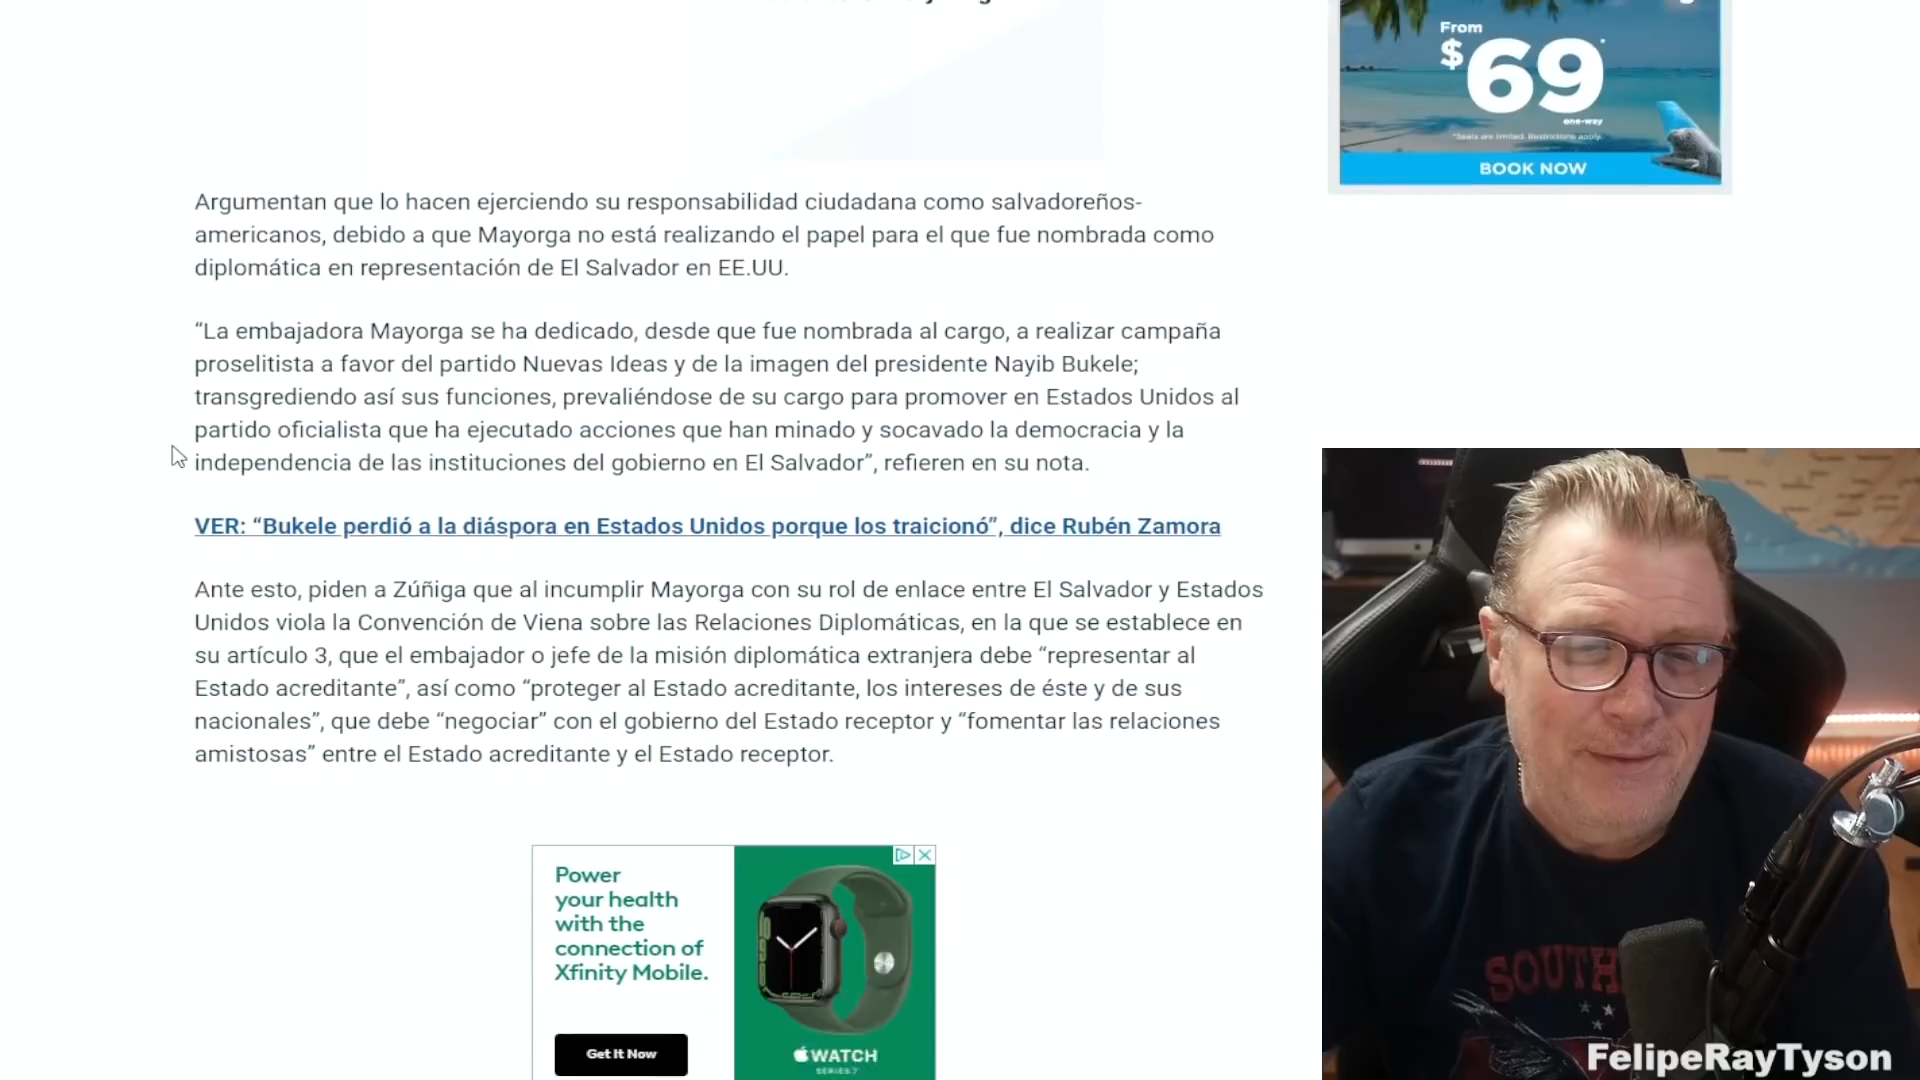 From
$69*
one-way
*Seats are limited. Restrictions apply.
BOOK NOW
Argumentan que lo hacen ejerciendo su responsabilidad ciudadana como salvadoreños-
americanos, debido a que Mayorga no está realizando el papel para el que fue nombrada como
diplomática en representación de El Salvador en EE.UU.
“La embajadora Mayorga se ha dedicado, desde que fue nombrada al cargo, a realizar campaña
proselitista a favor del partido Nuevas Ideas y de la imagen del presidente Nayib Bukele;
transgrediendo así sus funciones, prevaliéndose de su cargo para promover en Estados Unidos al
partido oficialista que ha ejecutado acciones que han minado y socavado la democracia y la
independencia de las instituciones del gobierno en El Salvador”, refieren en su nota.
VER: “Bukele perdió a la diáspora en Estados Unidos porque los traicionó”, dice Rubén Zamora
Ante esto, piden a Zúñiga que al incumplir Mayorga con su rol de enlace entre El Salvador y Estados
Unidos viola la Convención de Viena sobre las Relaciones Diplomáticas, en la que se establece en
su artículo 3, que el embajador o jefe de la misión diplomática extranjera debe “representar al
Estado acreditante”, así como “proteger al Estado acreditante, los intereses de éste y de sus
nacionales”, que debe “negociar” con el gobierno del Estado receptor y “fomentar las relaciones
amistosas” entre el Estado acreditante y el Estado receptor.
Power
your health
with the
connection of
Xfinity Mobile.
Get It Now
WATCH
SERIES 7
SOUTH
FelipeRayTyson